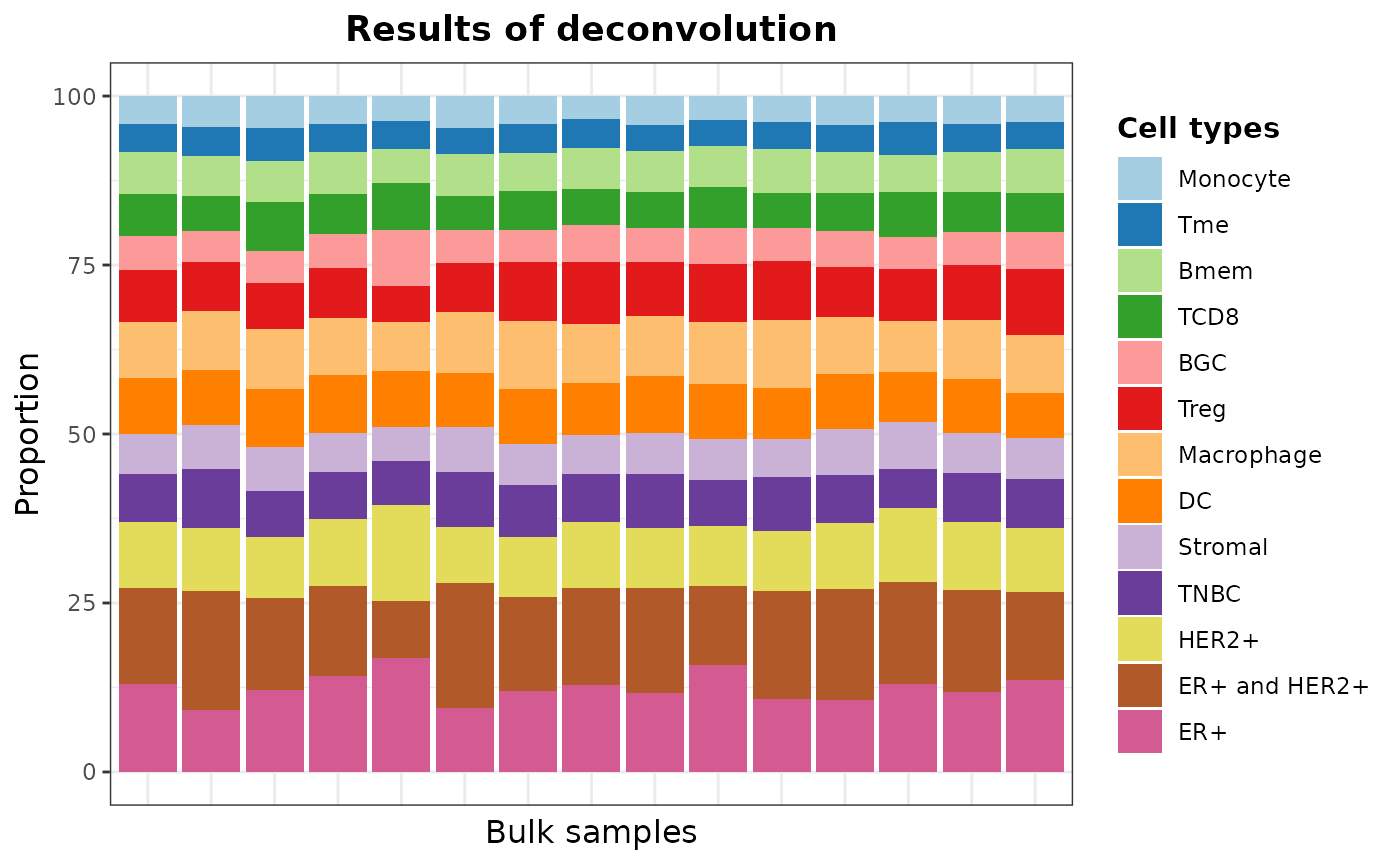 Results of deconvolution
Proportion
100
75
50
25
0
Bulk samples
Cell types
Monocyte
Tme
Bmem
TCD8
BGC
Treg
Macrophage
DC
Stromal
TNBC
HER2+
ER+ and HER2+
ER+